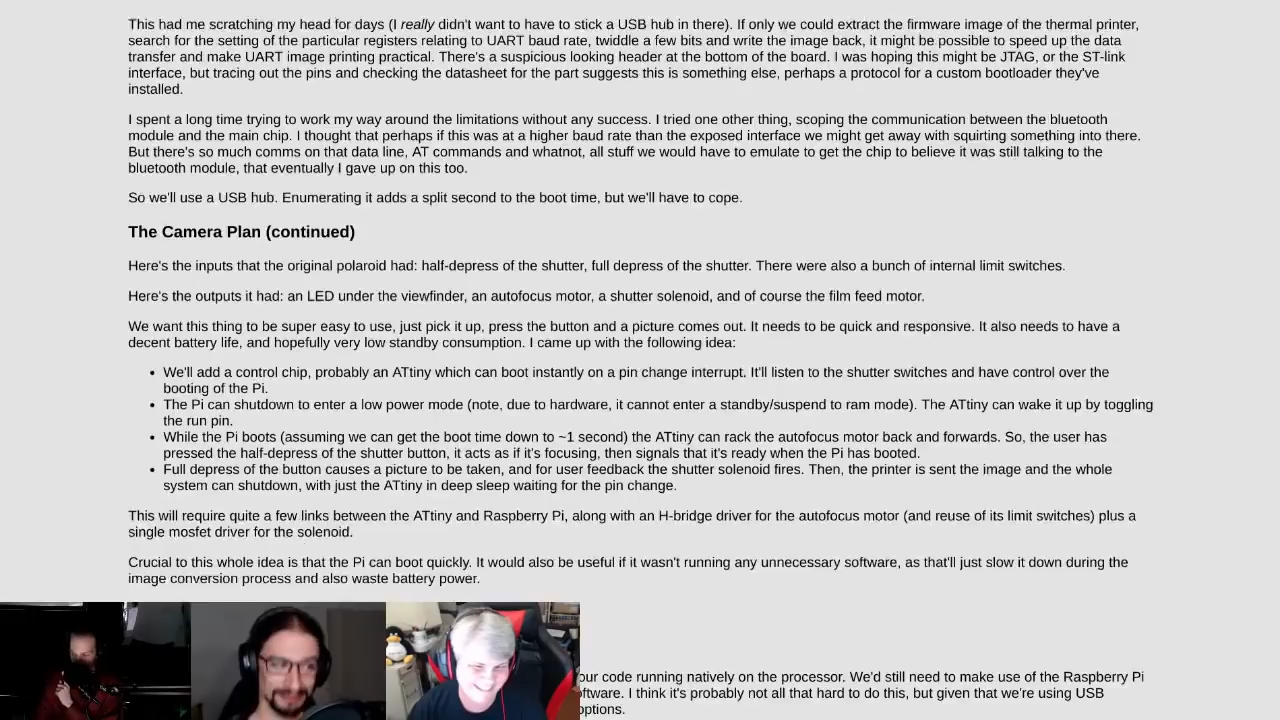 This had me scratching my head for days (I really didn't want to have to stick a USB hub in there). If only we could extract the firmware image of the thermal printer,
search for the setting of the particular registers relating to UART baud rate, twiddle a few bits and write the image back, it might be possible to speed up the data
transfer and make UART image printing practical. There's a suspicious looking header at the bottom of the board. I was hoping this might be JTAG, or the ST-link
interface, but tracing out the pins and checking the datasheet for the part suggests this is something else, perhaps a protocol for a custom bootloader they've
installed.
I spent a long time trying to work my way around the limitations without any success. I tried one other thing, scoping the communication between the bluetooth
module and the main chip. I thought that perhaps if this was at a higher baud rate than the exposed interface we might get away with squirting something into there.
But there's so much comms on that data line, AT commands and whatnot, all stuff we would have to emulate to get the chip to believe it was still talking to the
bluetooth module, that eventually I gave up on this too.
So we'll use a USB hub. Enumerating it adds a split second to the boot time, but we'll have to cope.
The Camera Plan (continued)
Here's the inputs that the original polaroid had: half-depress of the shutter, full depress of the shutter. There were also a bunch of internal limit switches.
Here's the outputs it had: an LED under the viewfinder, an autofocus motor, a shutter solenoid, and of course the film feed motor.
We want this thing to be super easy to use, just pick it up, press the button and a picture comes out. It needs to be quick and responsive. It also needs to have a
decent battery life, and hopefully very low standby consumption. I came up with the following idea:
• We'll add a control chip, probably an ATtiny which can boot instantly on a pin change interrupt. It'll listen to the shutter switches and have control over the
booting of the Pi.
• The Pi can shutdown to enter a low power mode (note, due to hardware, it cannot enter a standby/suspend to ram mode). The ATtiny can wake it up by toggling
the run pin.
• While the Pi boots (assuming we can get the boot time down to ~1 second) the ATtiny can rack the autofocus motor back and forwards. So, the user has
pressed the half-depress of the shutter button, it acts as if it's focusing, then signals that it's ready when the Pi has booted.
• Full depress of the button causes a picture to be taken, and for user feedback the shutter solenoid fires. Then, the printer is sent the image and the whole
system can shutdown, with just the ATtiny in deep sleep waiting for the pin change.
This will require quite a few links between the ATtiny and Raspberry Pi, along with an H-bridge driver for the autofocus motor (and reuse of its limit switches) plus a
single mosfet driver for the solenoid.
Crucial to this whole idea is that the Pi can boot quickly. It would also be useful if it wasn't running any unnecessary software, as that'll just slow it down during the
image conversion process and also waste battery power.
our code running natively on the processor. We'd still need to make use of the Raspberry Pi
oftware. I think it's probably not all that hard to do this, but given that we're using USB
options.